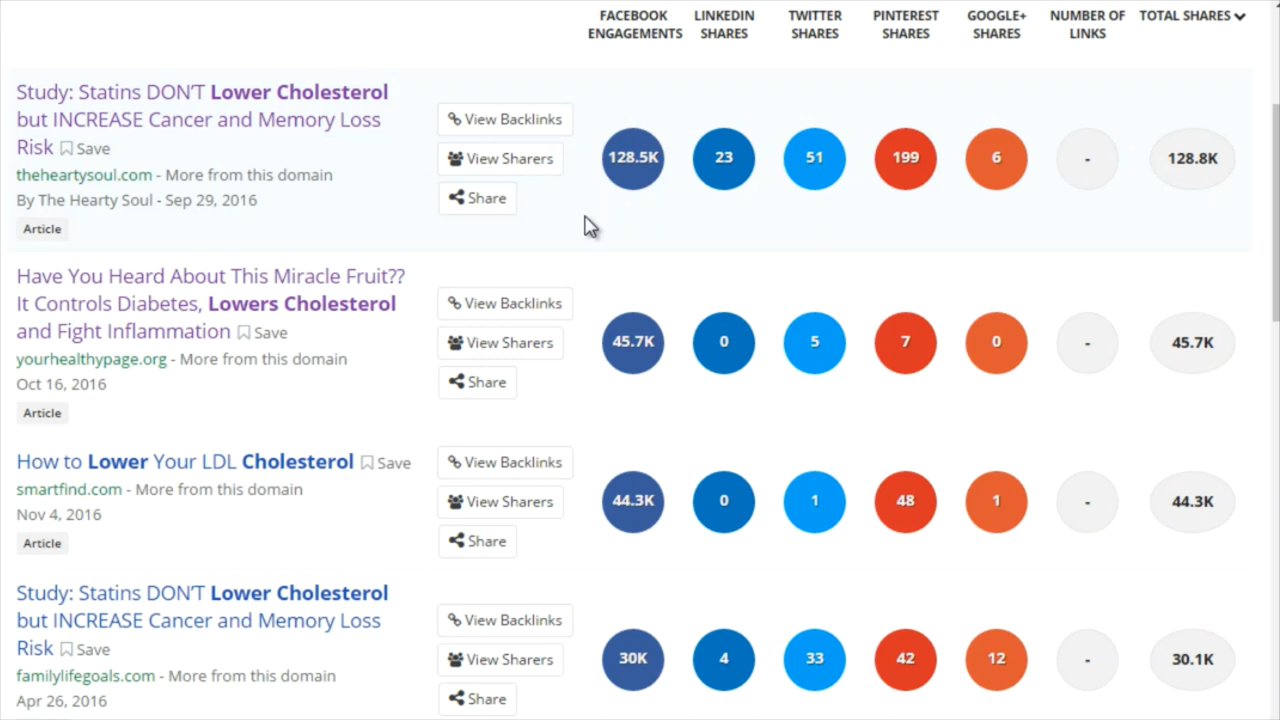 FACEBOOK ENGAGEMENTS
LINKEDIN SHARES
TWITTER SHARES
PINTEREST SHARES
GOOGLE+ SHARES
NUMBER OF LINKS
TOTAL SHARES
Study: Statins DON'T Lower Cholesterol
but INCREASE Cancer and Memory Loss
Risk Save
theheartysoul.com - More from this domain
By The Hearty Soul - Sep 29, 2016
Article
View Backlinks
View Sharers
Share
128.5K 23 51 199 6 - 128.8K
Have You Heard About This Miracle Fruit??
It Controls Diabetes, Lowers Cholesterol
and Fight Inflammation Save
yourhealthypage.org - More from this domain
Oct 16, 2016
Article
View Backlinks
View Sharers
Share
45.7K 0 5 7 0 - 45.7K
How to Lower Your LDL Cholesterol Save
smartfind.com - More from this domain
Nov 4, 2016
Article
View Backlinks
View Sharers
Share
44.3K 0 1 48 1 - 44.3K
Study: Statins DON'T Lower Cholesterol
but INCREASE Cancer and Memory Loss
Risk Save
familylifegoals.com - More from this domain
Apr 26, 2016
View Backlinks
View Sharers
Share
30K 4 33 42 12 - 30.1K